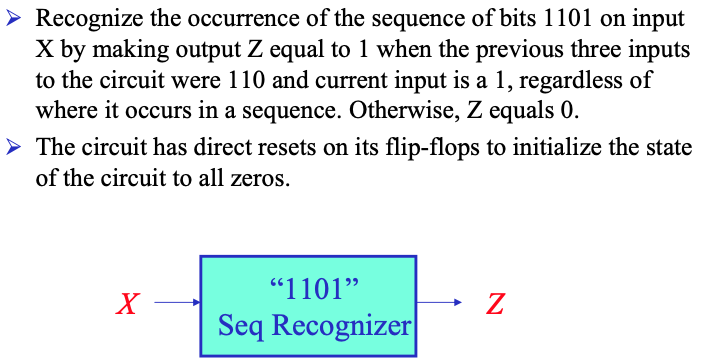 ➢ Recognize the occurrence of the sequence of bits 1101 on input
X by making output Z equal to 1 when the previous three inputs
to the circuit were 110 and current input is a 1, regardless of
where it occurs in a sequence. Otherwise, Z equals 0.
➢ The circuit has direct resets on its flip-flops to initialize the state
of the circuit to all zeros.
X
“1101”
Seq Recognizer
Z